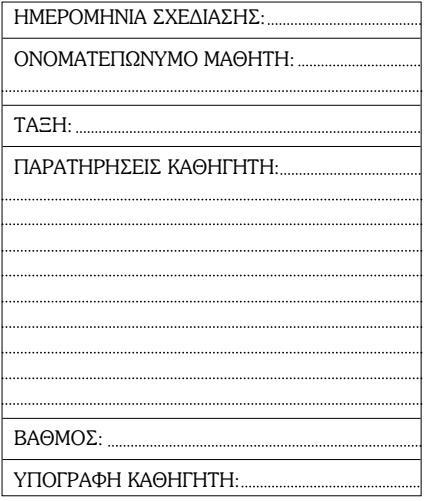 ΗΜΕΡΟΜΗΝΙΑ ΣΧΕΔΙΑΣΗΣ:
ΟΝΟΜΑΤΕΠΩΝΥΜΟ ΜΑΘΗΤΗ:
ΤΑΞΗ:
ΠΑΡΑΤΗΡΗΣΕΙΣ ΚΑΘΗΓΗΤΗ:
ΒΑΘΜΟΣ:
ΥΠΟΓΡΑΦΗ ΚΑΘΗΓΗΤΗ: